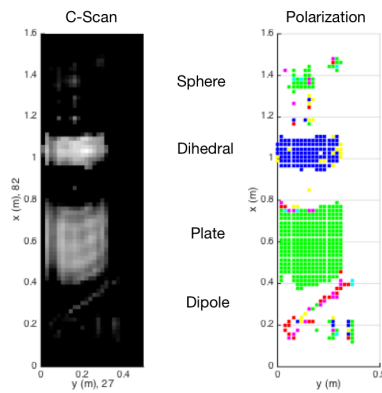 C-Scan
Polarization
1.6
1.4
1.2
1
0.8
0.6
0.4
0.2
0
x (m), 82
0
0.2
0.4
y (m), 27
Sphere
Dihedral
Plate
Dipole
1.6
1.4
1.2
1
0.8
0.6
0.4
0.2
0
x (m)
0
0.5
y (m)